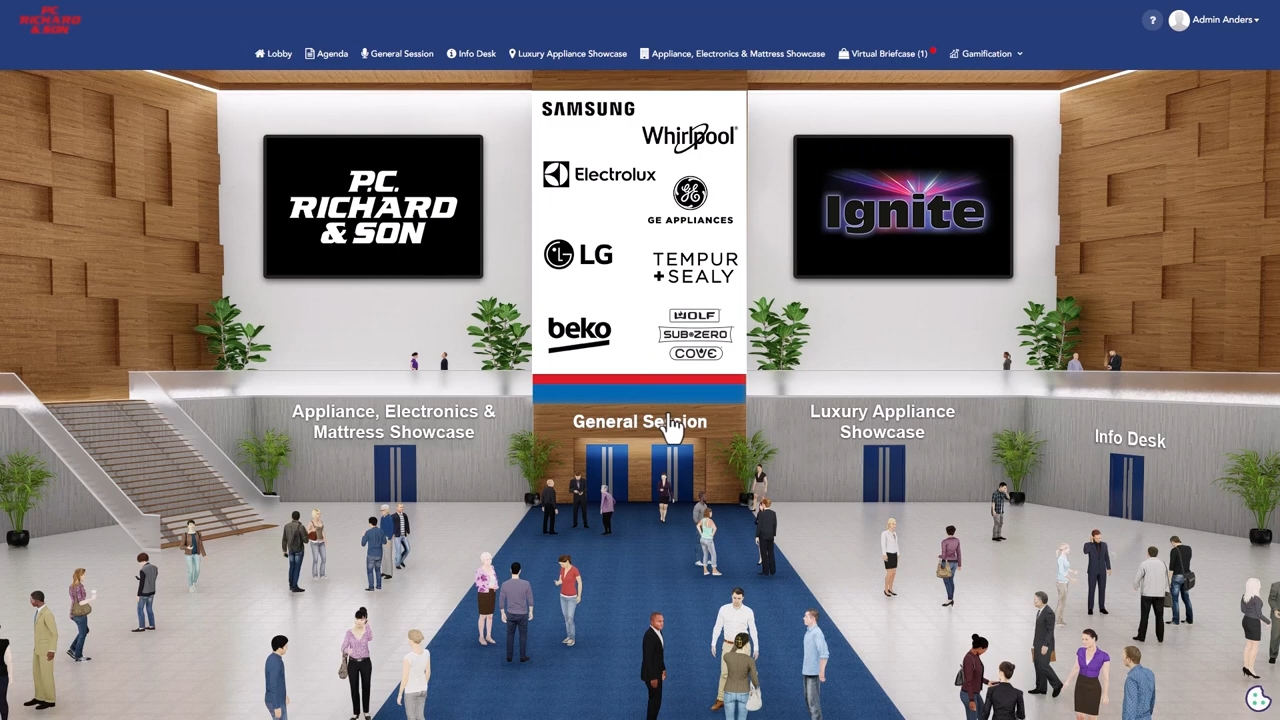 P.C.
RICHARD
& SON
?
Admin Anders
Lobby
Agenda
General Session
Info Desk
Luxury Appliance Showcase
Appliance, Electronics & Mattress Showcase
Virtual Briefcase (1)
Gamification
P.C.
RICHARD
& SON
SAMSUNG
Whirlpool
Electrolux
GE APPLIANCES
LG
TEMPUR
+SEALY
beko
WOLF
SUB-ZERO
COVE
Ignite
Appliance, Electronics &
Mattress Showcase
General Session
Luxury Appliance
Showcase
Info Desk